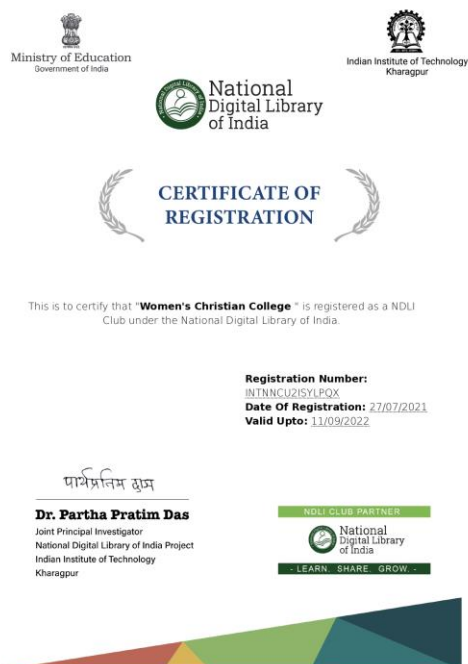 Ministry of Education
Government of India
Indian Institute of Technology
Kharagpur
National
Digital Library
of India
CERTIFICATE OF
REGISTRATION
This is to certify that "Women's Christian College " is registered as a NDLI
Club under the National Digital Library of India.
Registration Number:
INTNNCU2ISYLPQX
Date Of Registration: 27/07/2021
Valid Upto: 11/09/2022
पार्थप्रतिम दास
Dr. Partha Pratim Das
Joint Principal Investigator
National Digital Library of India Project
Indian Institute of Technology
Kharagpur
NDLI CLUB PARTNER
National
Digital Library
of India
- LEARN. SHARE. GROW. -